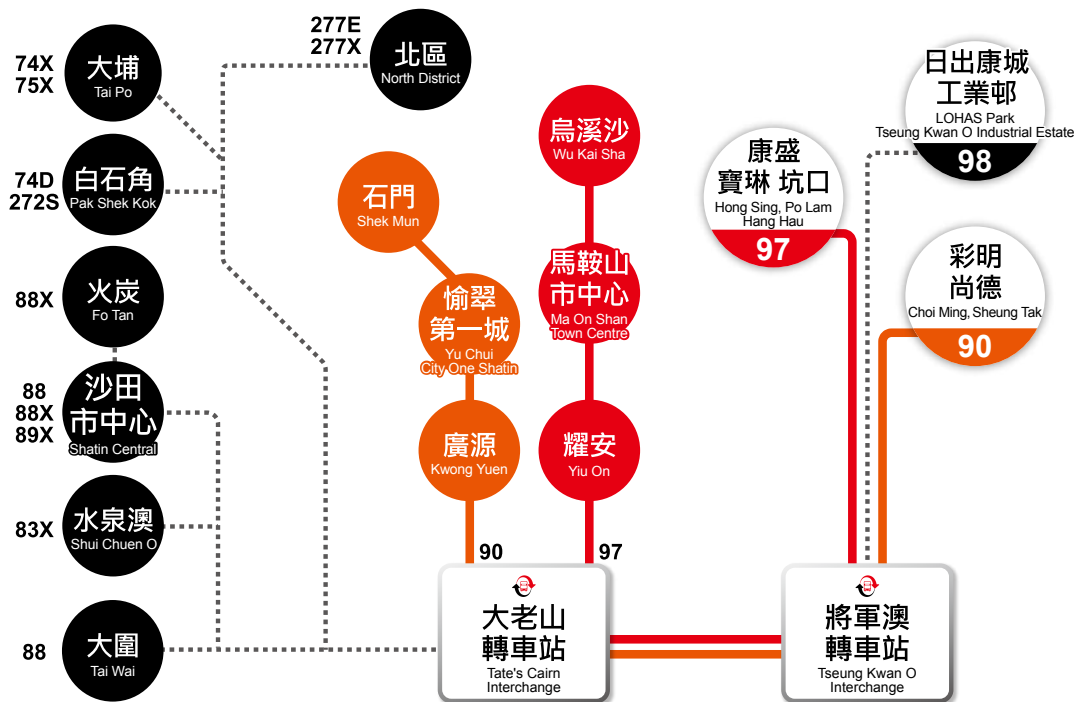 277E
277X
北區
North District
74X
75X
大埔
Tai Po
74D
272S
白石角
Pak Shek Kok
88X
火炭
Fo Tan
88
88X
89X
沙田
市中心
Shatin Central
83X
水泉澳
Shui Chuen O
88
大圍
Tai Wai
石門
Shek Mun
愉翠
第一城
Yu Chui
City One Shatin
廣源
Kwong Yuen
90
烏溪沙
Wu Kai Sha
馬鞍山
市中心
Ma On Shan
Town Centre
耀安
Yiu On
97
大老山
轉車站
Tate's Cairn
Interchange
康盛
寶琳 坑口
Hong Sing, Po Lam
Hang Hau
97
日出康城
工業邨
LOHAS Park
Tseung Kwan O Industrial Estate
98
彩明
尚德
Choi Ming, Sheung Tak
90
將軍澳
轉車站
Tseung Kwan O
Interchange